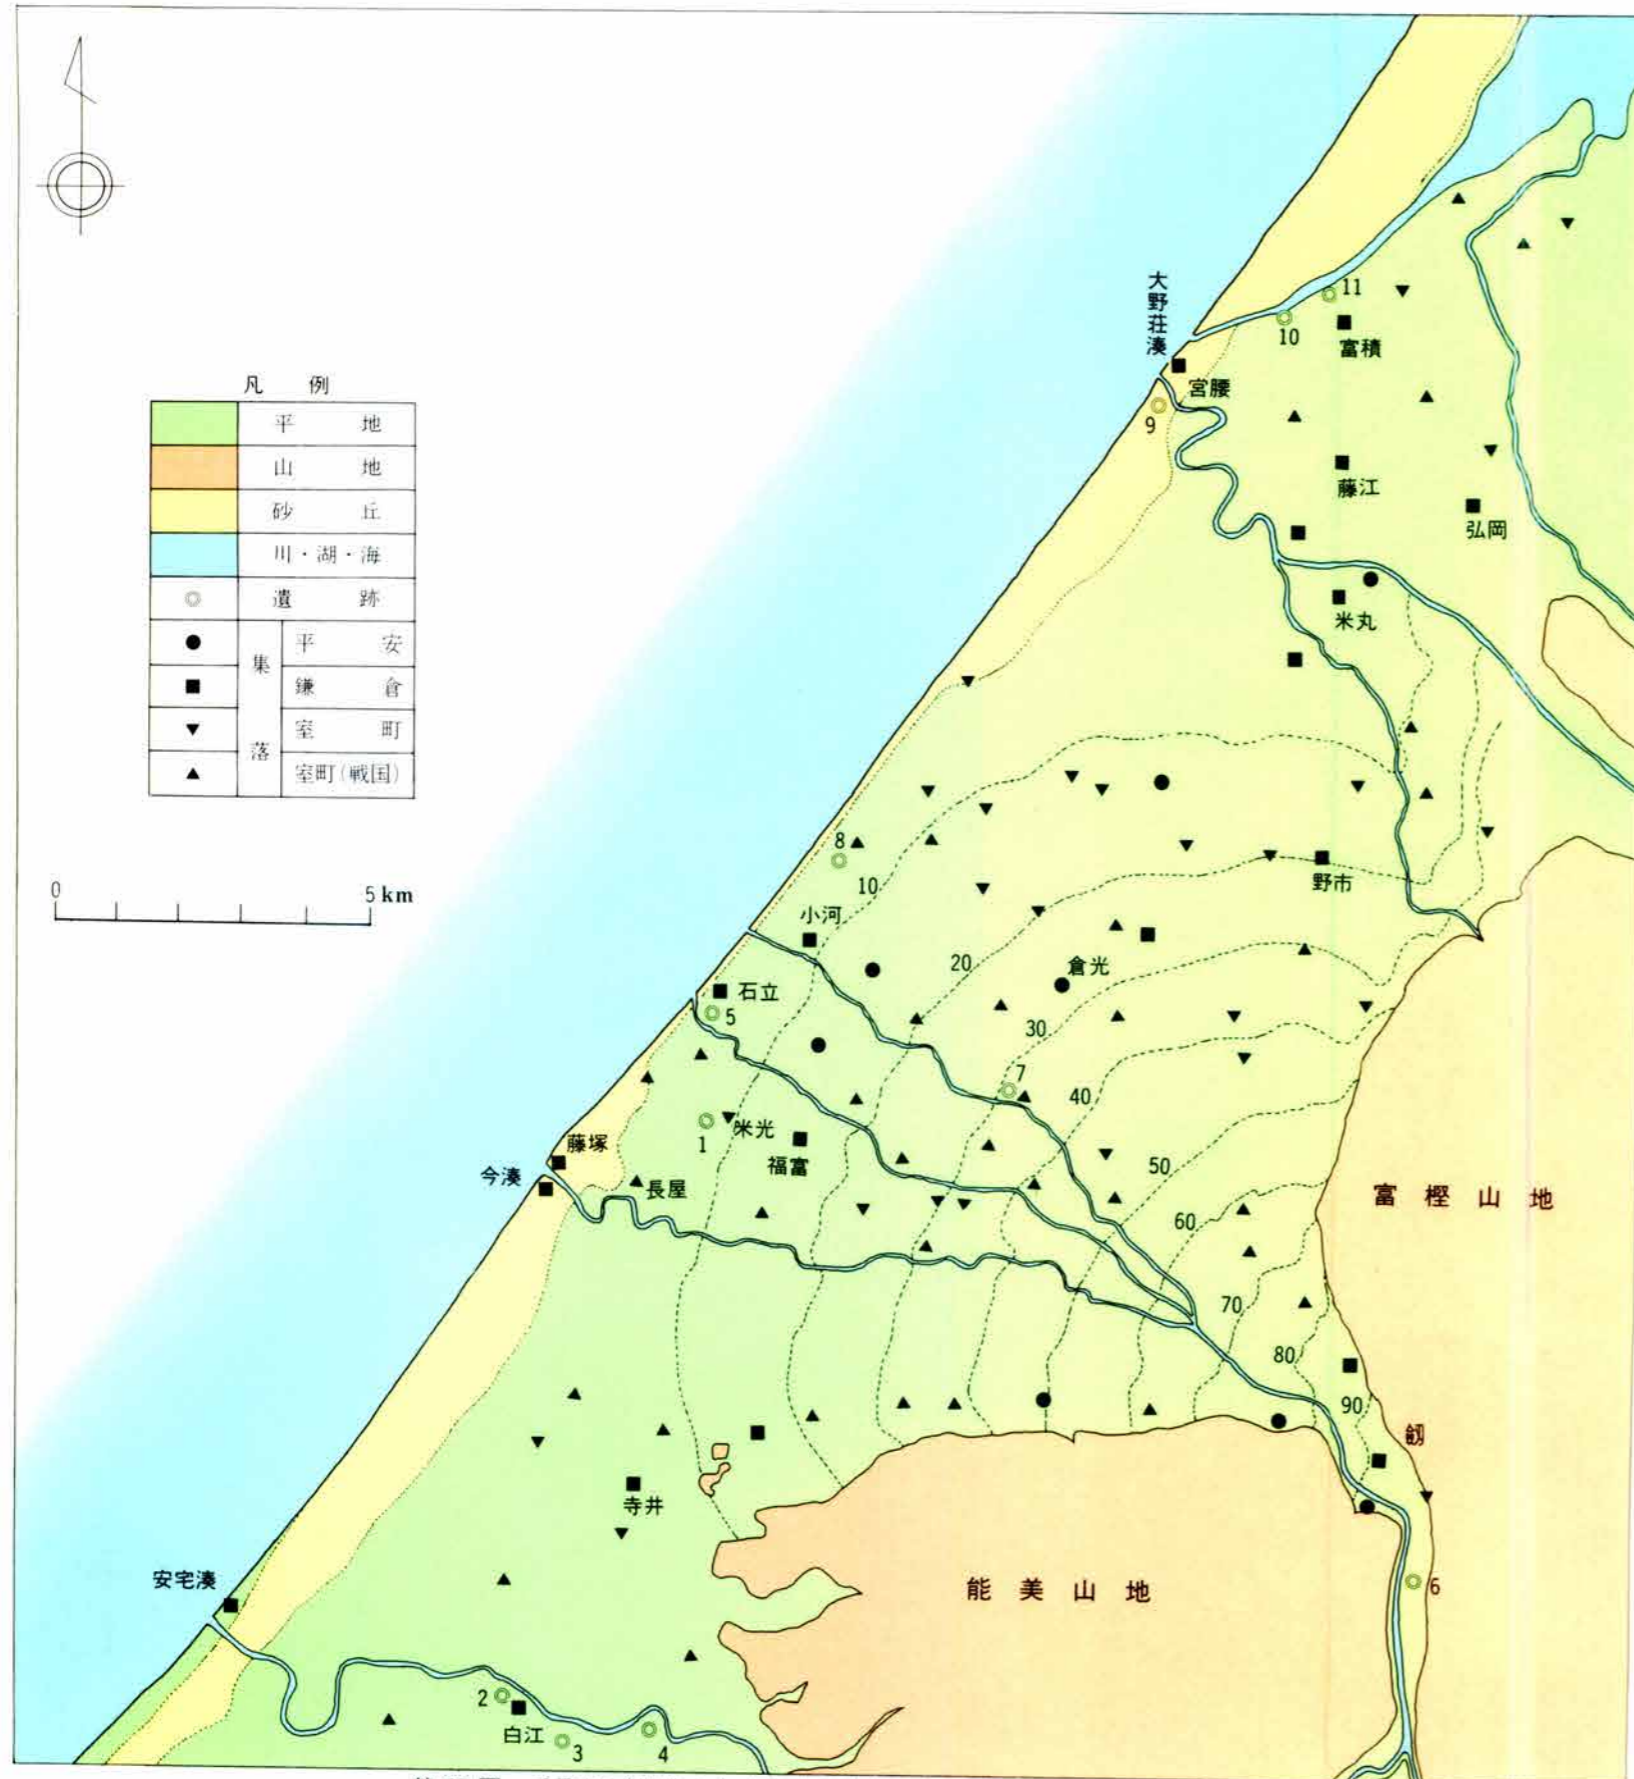 凡 例
平 地
山 地
砂 丘
川・湖・海
遺 跡
集落
平 安
鎌 倉
室 町
室町(戦国)
0 5 km
大野荘湊
宮腰
9
10
11
富積
藤江
弘岡
米丸
野市
8
10
小河
20
倉光
30
石立
5
7
40
1
米光
福富
50
藤塚
今湊
長屋
60
富樫山地
70
80
90
劒
寺井
安宅湊
能美山地
6
2
白江
3
4